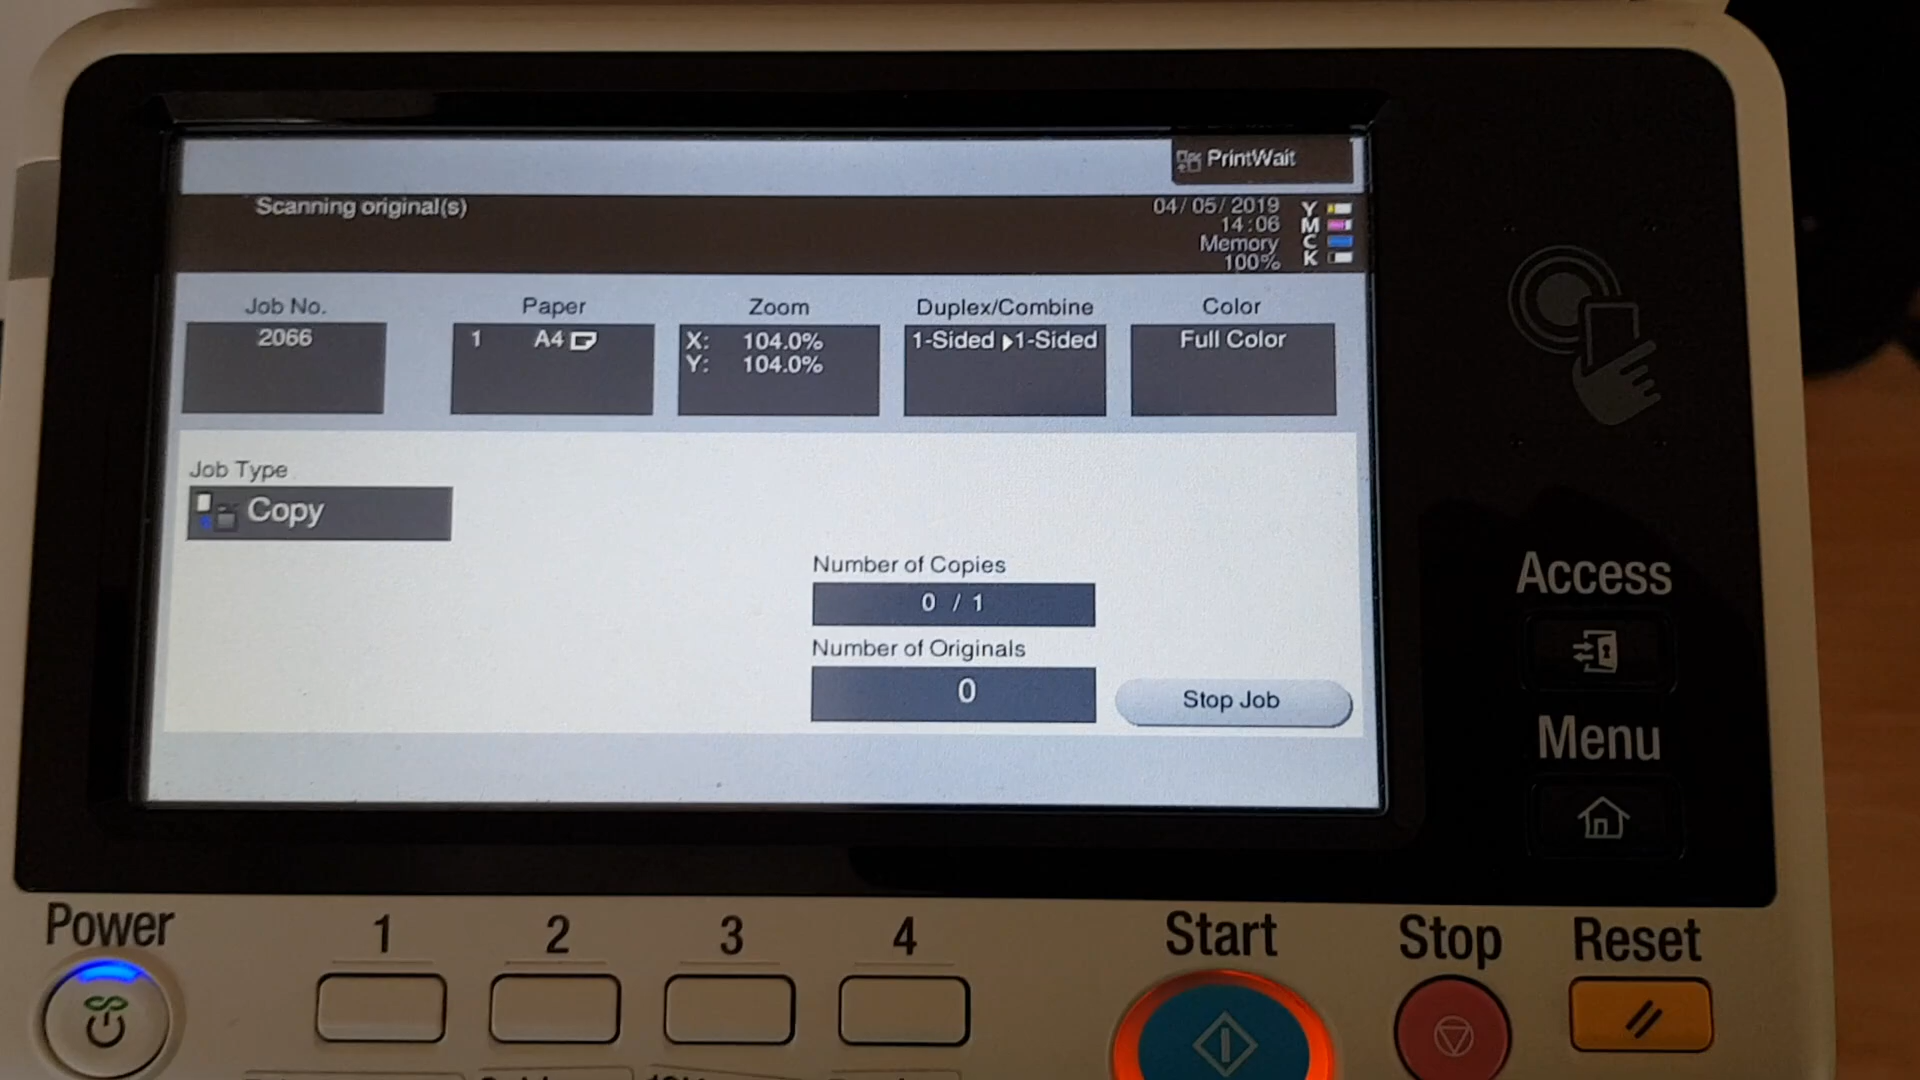 PrintWait
Scanning original(s)
04/05/2019
14:06
Memory
100%
Y
M
C
K
Job No.
2066
Paper
1 A4
Zoom
X: 104.0%
Y: 104.0%
Duplex/Combine
1-Sided ▶1-Sided
Color
Full Color
Job Type
Copy
Number of Copies
0 / 1
Number of Originals
0
Stop Job
Access
Menu
Power
1
2
3
4
Start
Stop
Reset